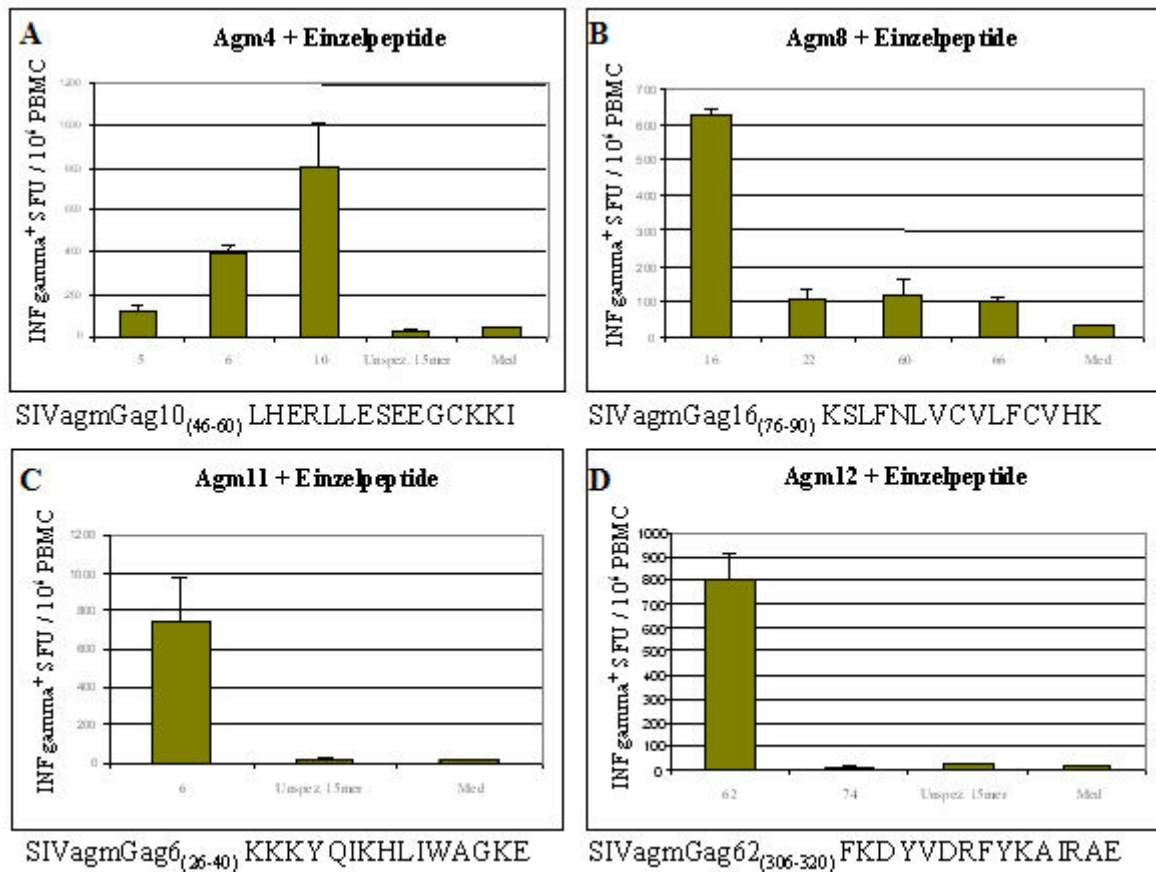 A
Agm4 + Einzelpeptide
INF gamma⁺ SFU / 10⁶ PBMC
1200
1000
800
600
400
200
0
5 6 10 Unspez. 15mer Med
SIVagmGag10(46-60) LHERLLESEEGCKKI
B
Agm8 + Einzelpeptide
INF gamma⁺ SFU / 10⁶ PBMC
700
600
500
400
300
200
100
0
16 22 60 66 Med
SIVagmGag16(76-90) KSLFNLVCVLFCVHK
C
Agm11 + Einzelpeptide
INF gamma⁺ SFU / 10⁶ PBMC
1200
1000
800
600
400
200
0
6 Unspez. 15mer Med
SIVagmGag6(26-40) KKKYQIKHLIWAGKE
D
Agm12 + Einzelpeptide
INF gamma⁺ SFU / 10⁶ PBMC
1000
900
800
700
600
500
400
300
200
100
0
62 74 Unspez. 15mer Med
SIVagmGag62(306-320) FKDYVDRFYKAIRAE